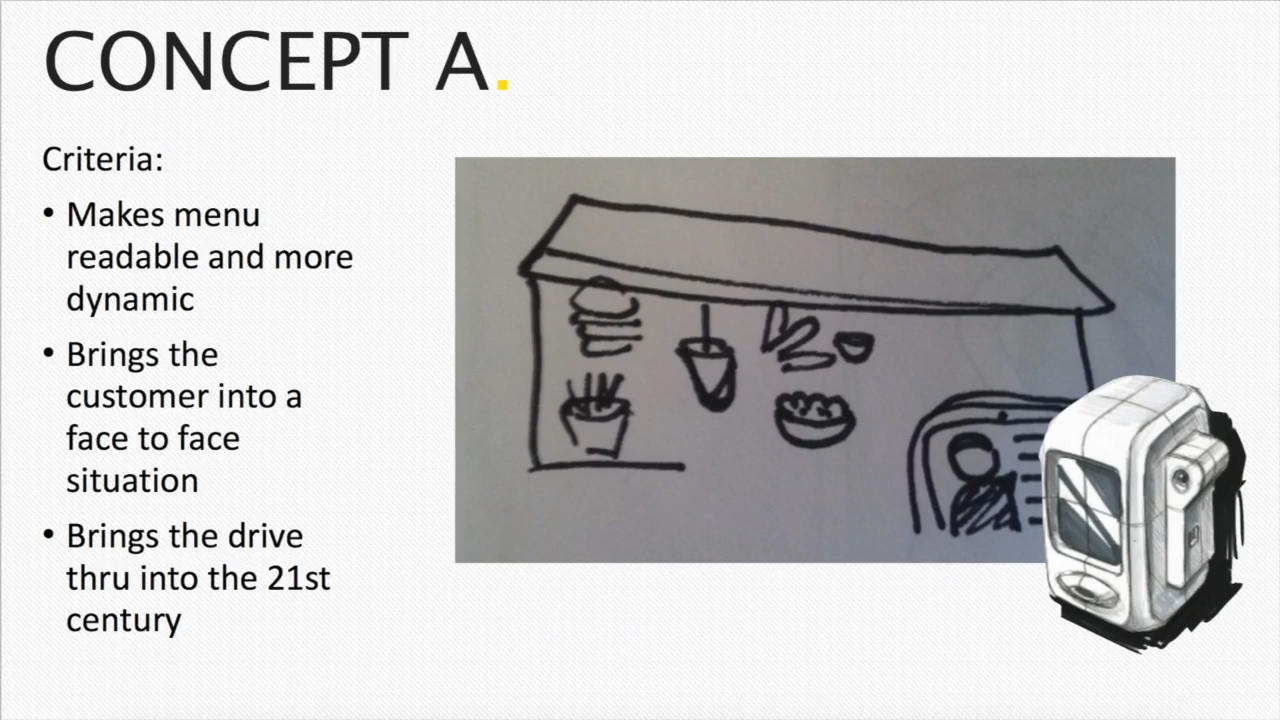 CONCEPT A.
Criteria:
• Makes menu
readable and more
dynamic
• Brings the
customer into a
face to face
situation
• Brings the drive
thru into the 21st
century